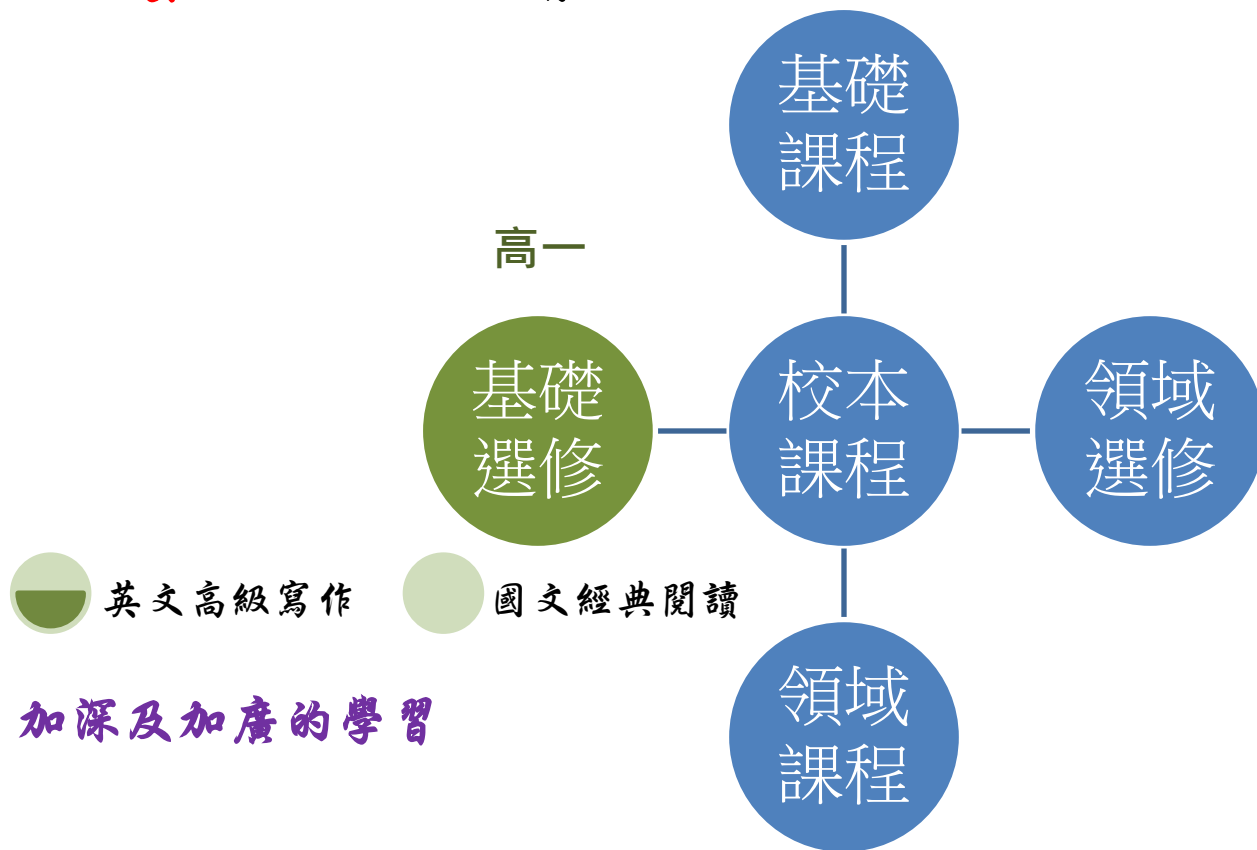 基礎
課程
高一
基礎
選修
校本
課程
領域
選修
英文高級寫作
國文經典閱讀
加深及加廣的學習
領域
課程